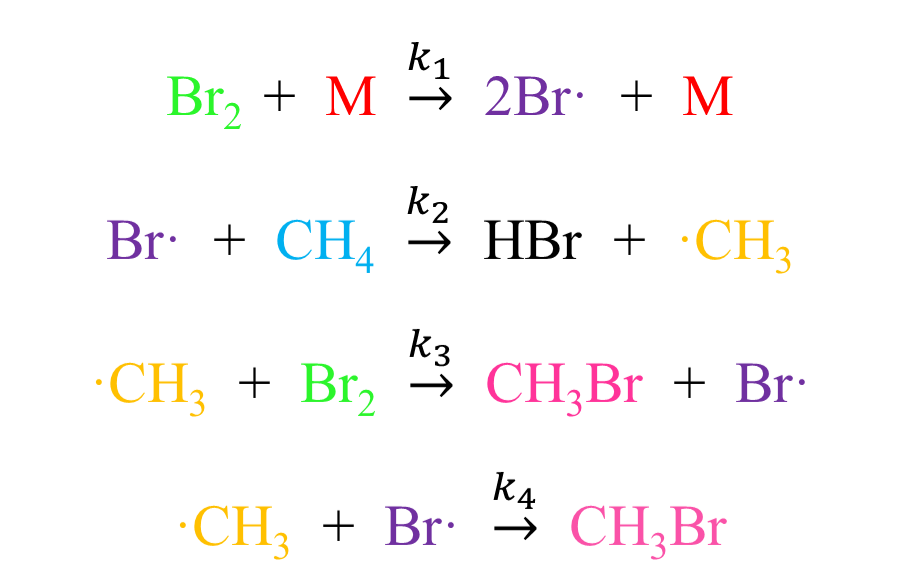 Br₂ + M k₁→ 2Br· + M
Br· + CH₄ k₂→ HBr + ·CH₃
·CH₃ + Br₂ k₃→ CH₃Br + Br·
·CH₃ + Br· k₄→ CH₃Br